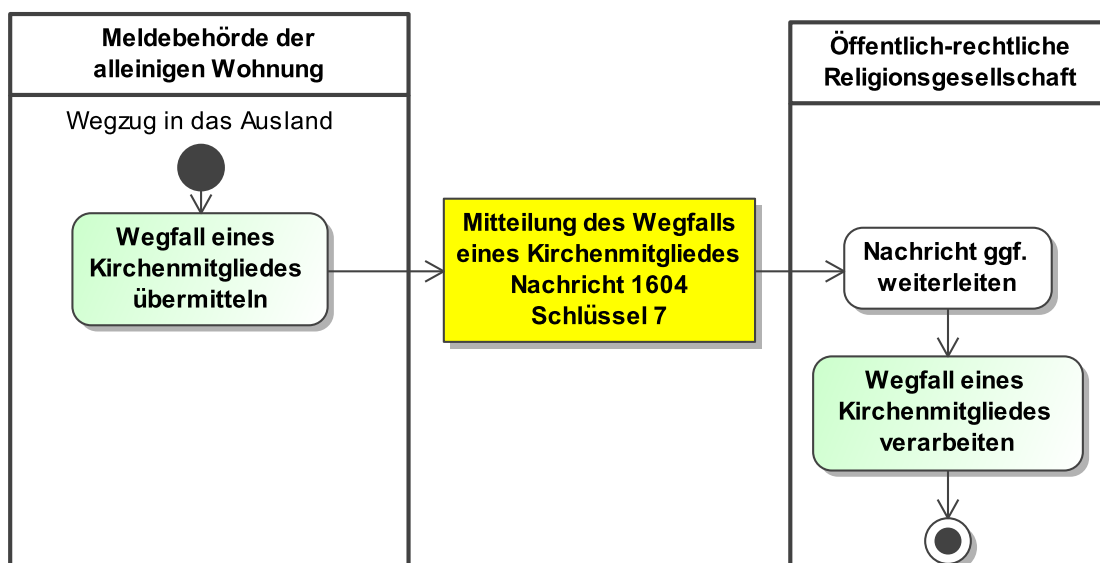 Meldebehörde der
alleinigen Wohnung
Wegzug in das Ausland
Wegfall eines
Kirchenmitgliedes
übermitteln
Mitteilung des Wegfalls
eines Kirchenmitgliedes
Nachricht 1604
Schlüssel 7
Öffentlich-rechtliche
Religionsgesellschaft
Nachricht ggf.
weiterleiten
Wegfall eines
Kirchenmitgliedes
verarbeiten